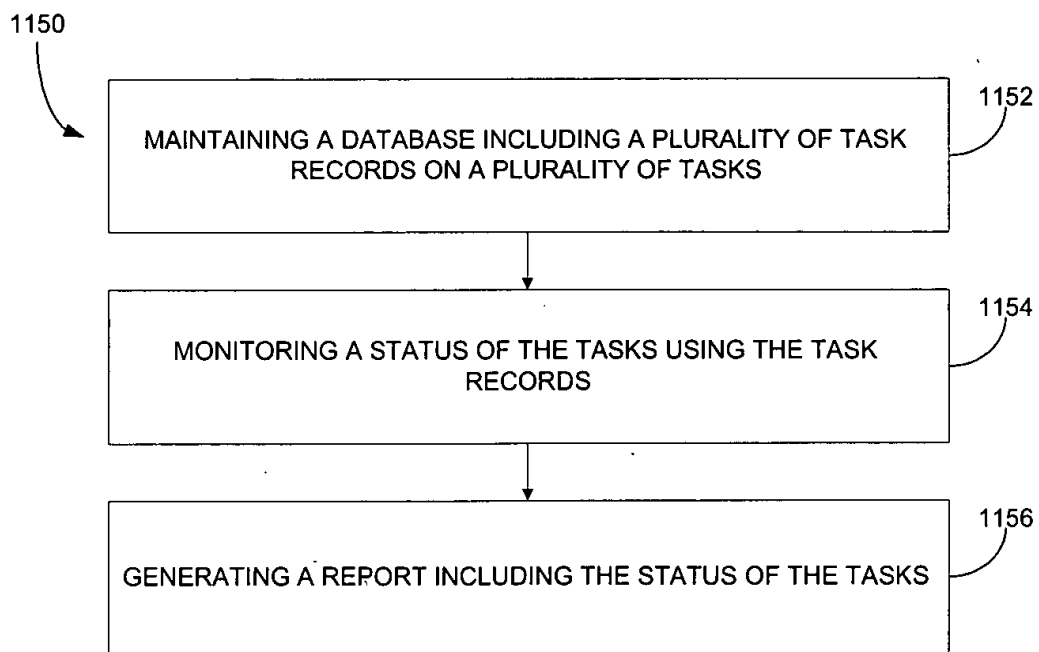 1150
1152
MAINTAINING A DATABASE INCLUDING A PLURALITY OF TASK
RECORDS ON A PLURALITY OF TASKS
1154
MONITORING A STATUS OF THE TASKS USING THE TASK
RECORDS
1156
GENERATING A REPORT INCLUDING THE STATUS OF THE TASKS